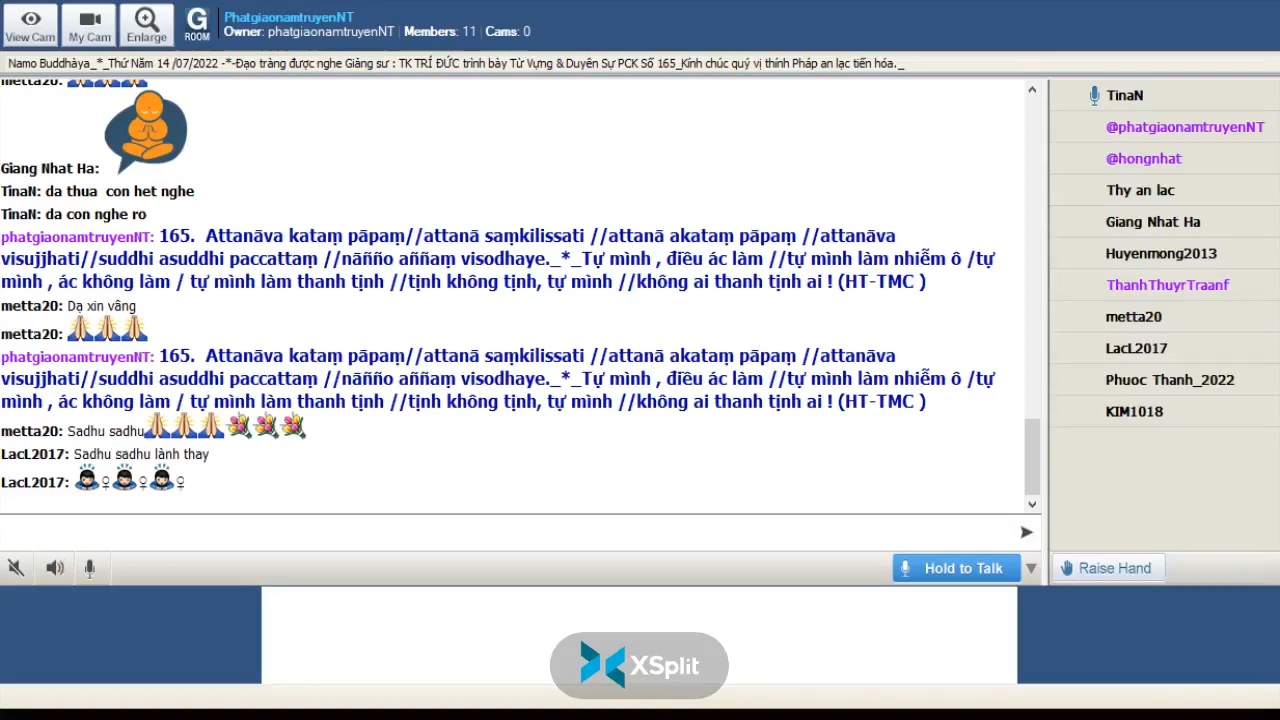 View Cam
My Cam
Enlarge
G
ROOM
PhatgiaonamtruyenNT
Owner: phatgiaonamtruyenNT Members: 11 Cams: 0
Namo Buddhàya_*_Thứ Năm 14 /07/2022 -*-Đạo tràng được nghe Giảng sư : TK TRÍ ĐỨC trình bày Từ Vựng & Duyên Sự PCK Số 165_Kính chúc quý vị thính Pháp an lạc tiến hóa._
metta20:
Giang Nhat Ha:
TinaN: da thua con het nghe
TinaN: da con nghe ro
phatgiaonamtruyenNT: 165. Attanāva kataṃ pāpaṃ//attanā saṃkilissati //attanā akataṃ pāpaṃ //attanāva
visujjhati//suddhi asuddhi paccattaṃ //nāñño aññaṃ visodhaye._*_Tự mình , điều ác làm //tự mình làm nhiễm ô /tự
mình , ác không làm / tự mình làm thanh tịnh //tịnh không tịnh, tự mình //không ai thanh tịnh ai ! (HT-TMC )
metta20: Dạ xin vâng
metta20:
phatgiaonamtruyenNT: 165. Attanāva kataṃ pāpaṃ//attanā saṃkilissati //attanā akataṃ pāpaṃ //attanāva
visujjhati//suddhi asuddhi paccattaṃ //nāñño aññaṃ visodhaye._*_Tự mình , điều ác làm //tự mình làm nhiễm ô /tự
mình , ác không làm / tự mình làm thanh tịnh //tịnh không tịnh, tự mình //không ai thanh tịnh ai ! (HT-TMC )
metta20: Sadhu sadhu
LacL2017: Sadhu sadhu lành thay
LacL2017: ♀ ♀ ♀
TinaN
@phatgiaonamtruyenNT
@hongnhat
Thy an lac
Giang Nhat Ha
Huyenmong2013
ThanhThuyrTraanf
metta20
LacL2017
Phuoc Thanh_2022
KIM1018
Hold to Talk
Raise Hand
XSplit